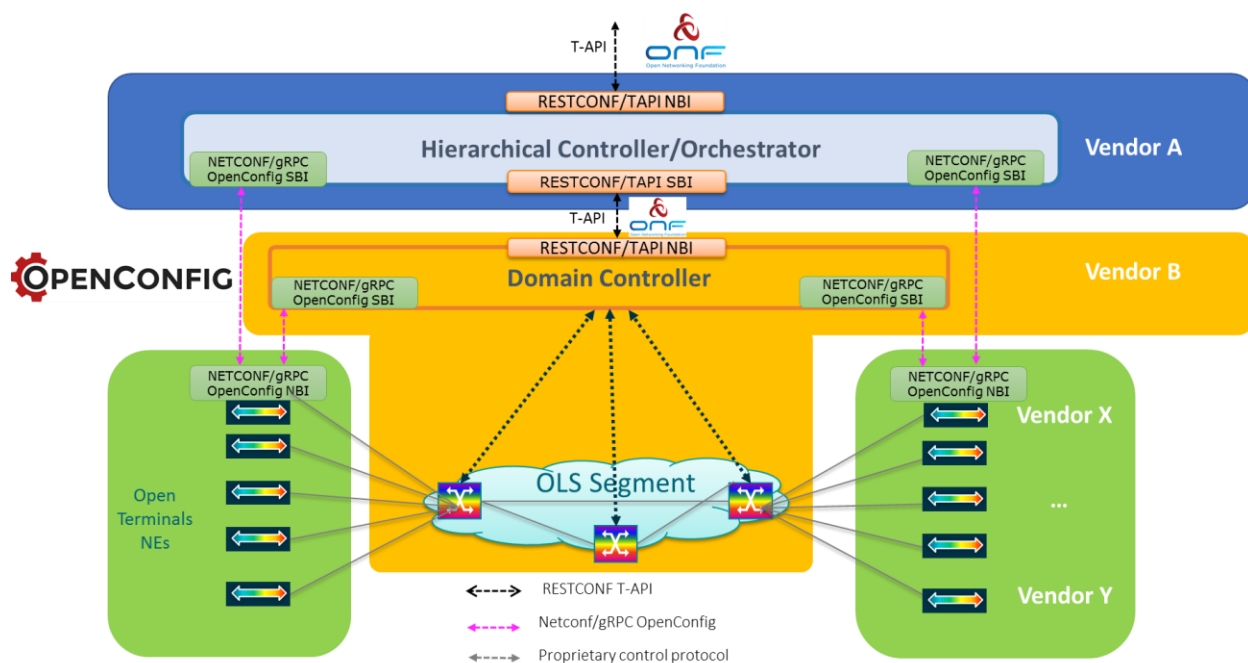 T-API
ONF
Open Networking Foundation
RESTCONF/TAPI NBI
Hierarchical Controller/Orchestrator
Vendor A
NETCONF/gRPC
OpenConfig SBI
NETCONF/gRPC
OpenConfig SBI
RESTCONF/TAPI SBI
T-API
ONF
Open Networking Foundation
RESTCONF/TAPI NBI
OPENCONFIG
Domain Controller
Vendor B
NETCONF/gRPC
OpenConfig SBI
NETCONF/gRPC
OpenConfig SBI
NETCONF/gRPC
OpenConfig NBI
NETCONF/gRPC
OpenConfig NBI
Vendor X
OLS Segment
Open
Terminals
NEs
...
Vendor Y
RESTCONF T-API
Netconf/gRPC OpenConfig
Proprietary control protocol